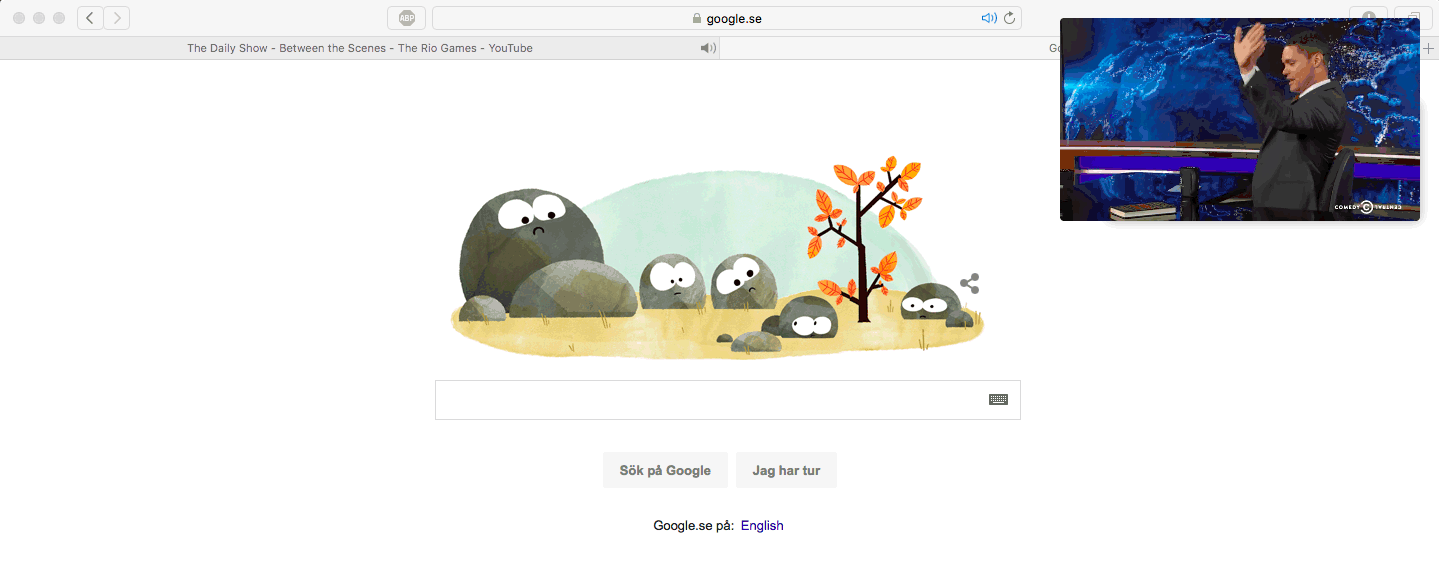 ABP
google.se
The Daily Show - Between the Scenes - The Rio Games - YouTube
COMEDY CENTRAL
Sök på Google
Jag har tur
Google.se på: English